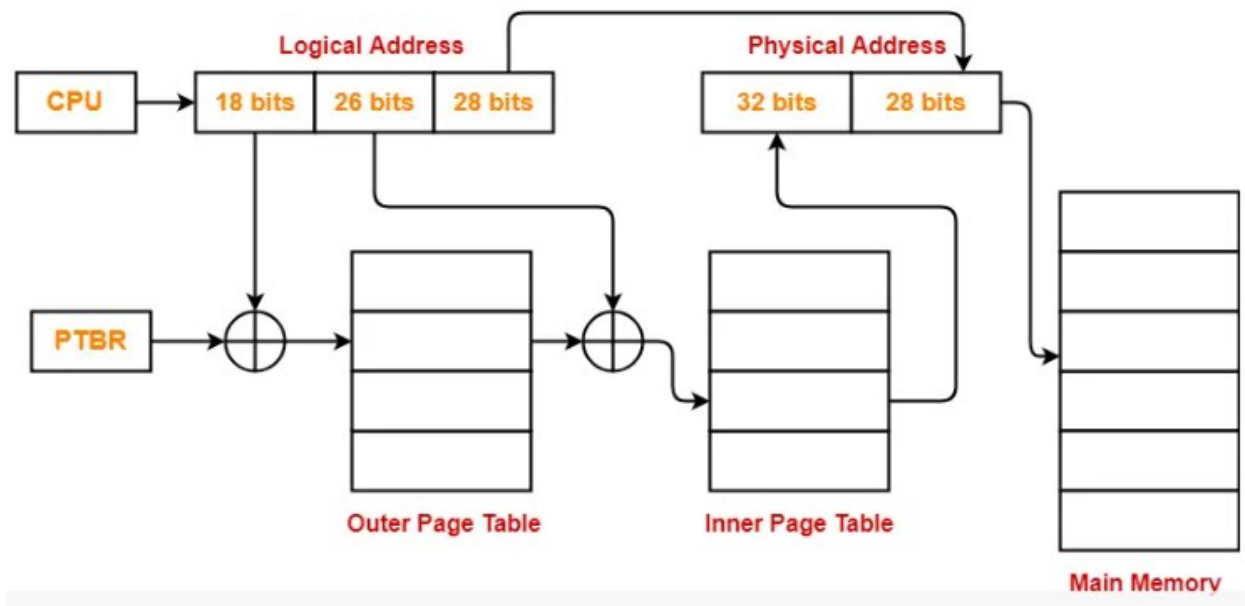 Logical Address
Physical Address
CPU
18 bits
26 bits
28 bits
32 bits
28 bits
PTBR
Outer Page Table
Inner Page Table
Main Memory